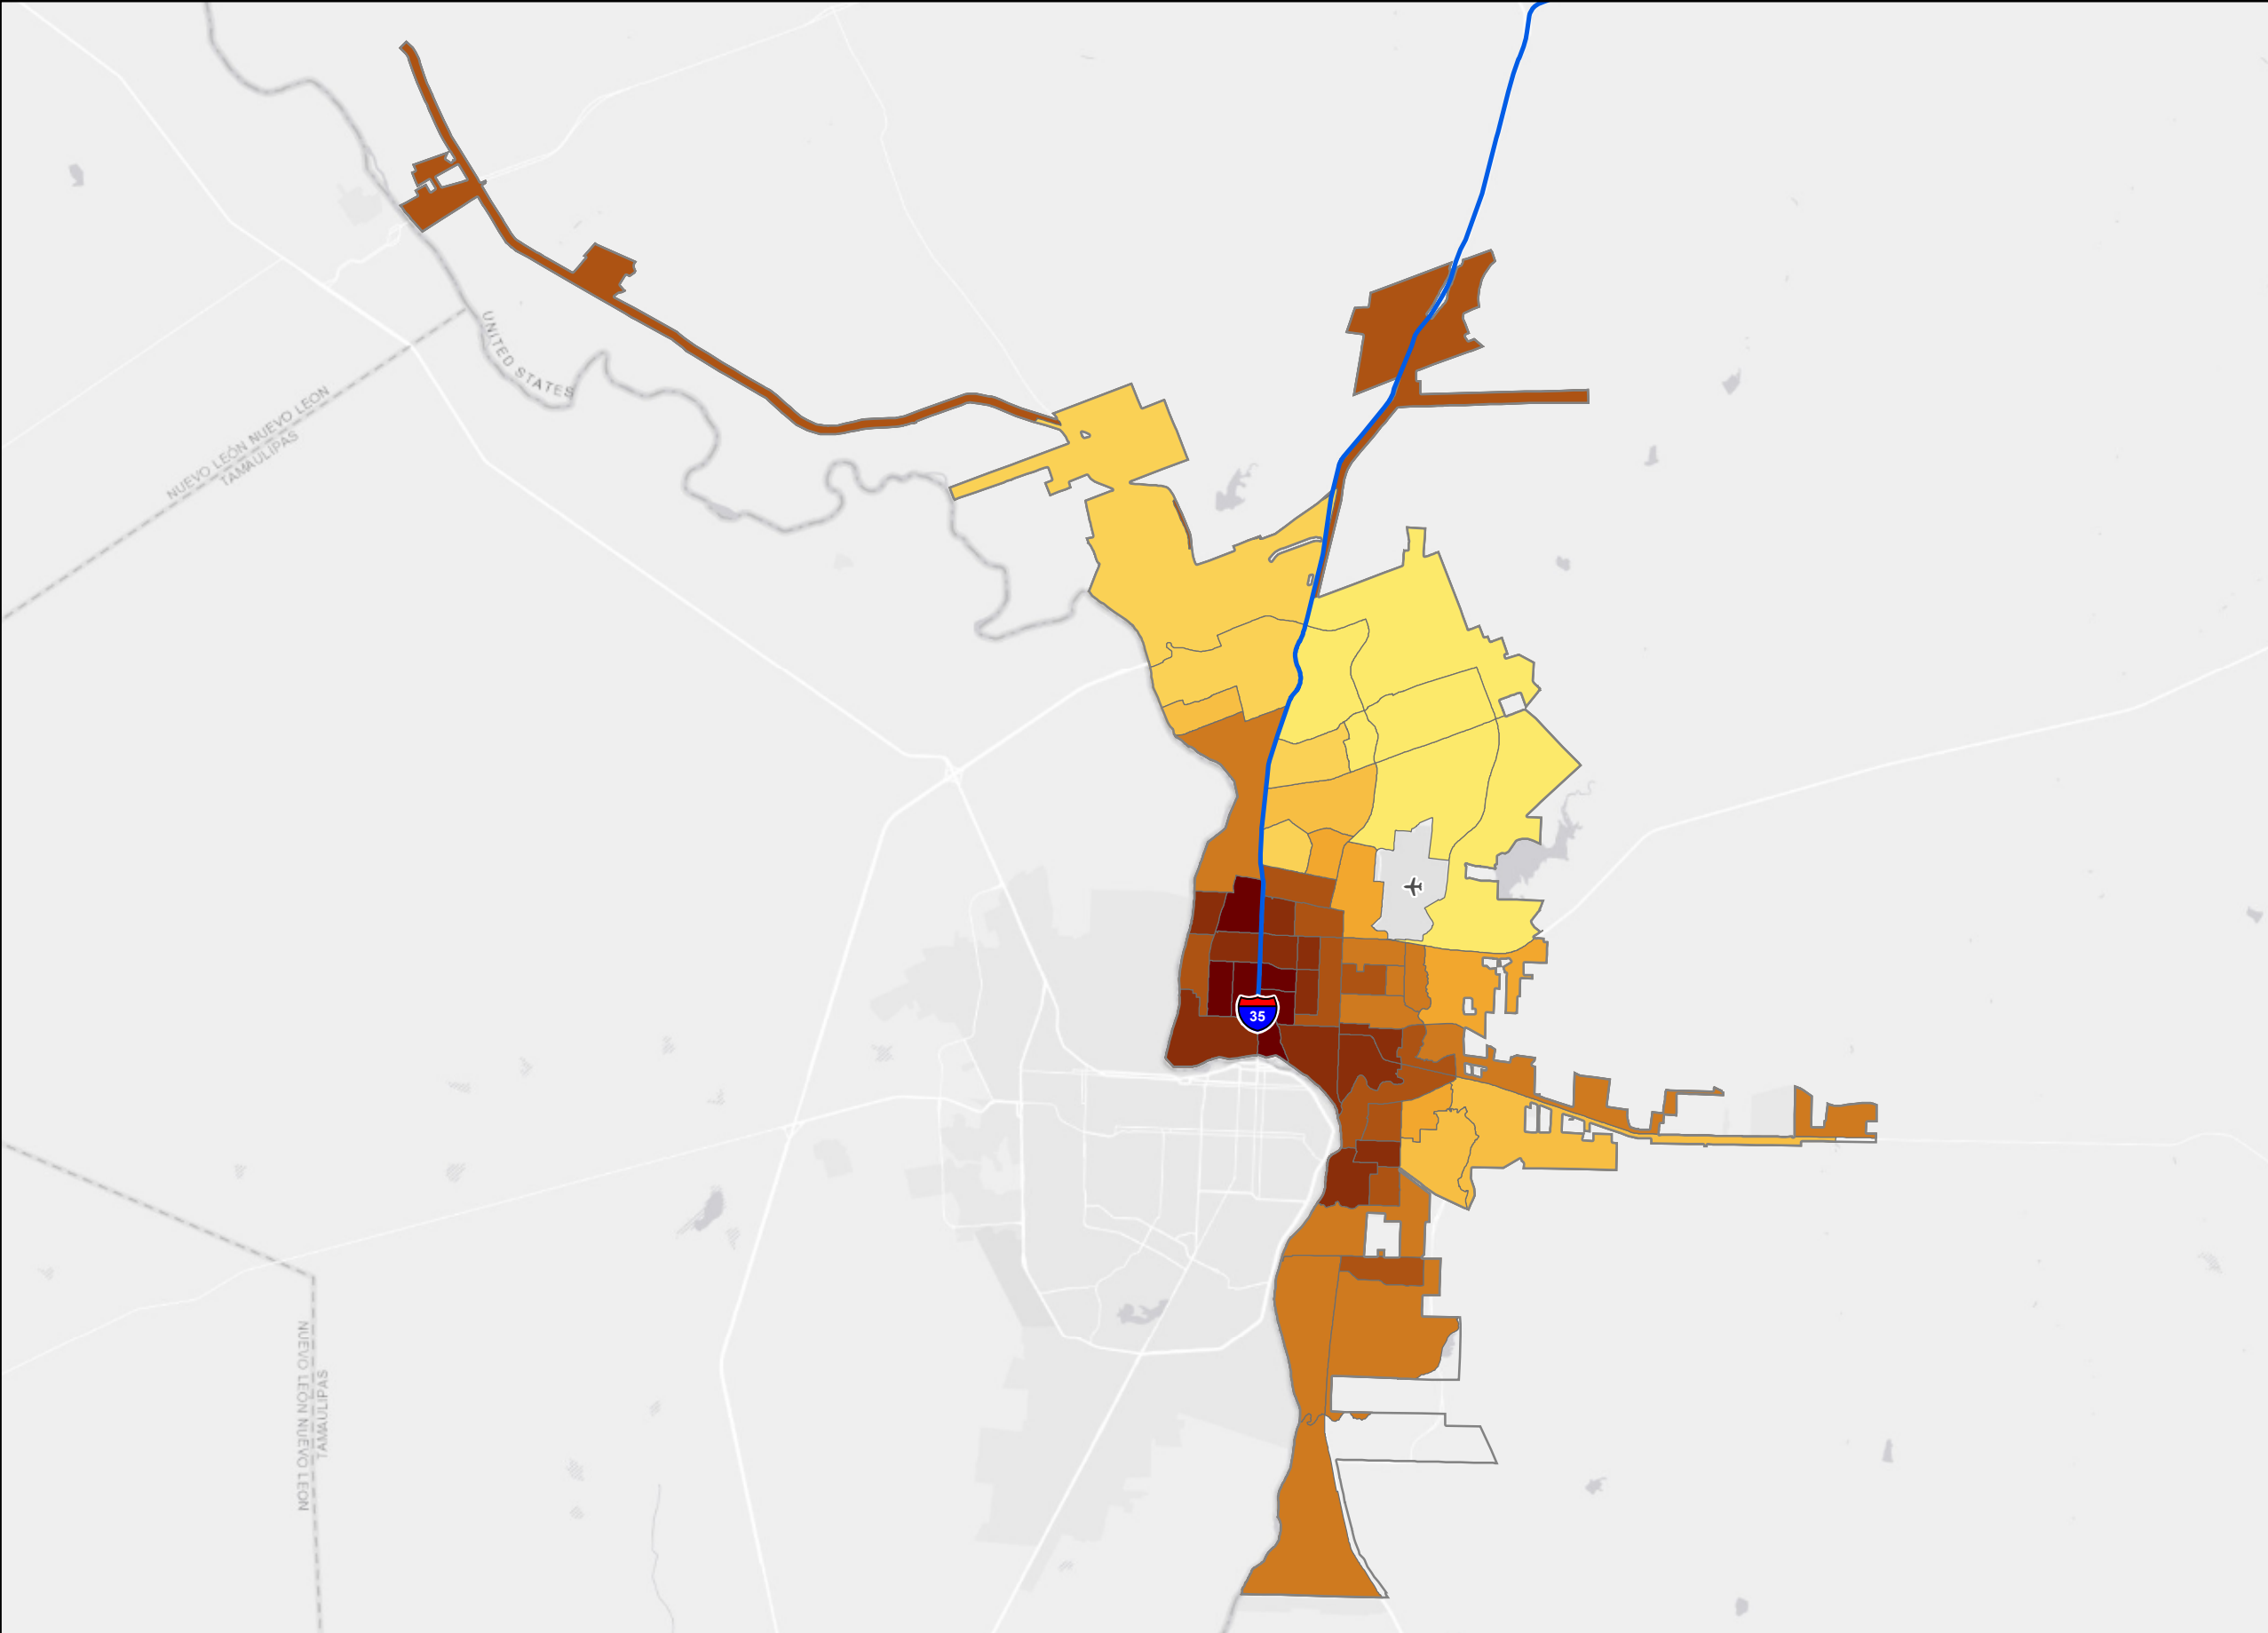 UNITED STATES
NUEVO LEÓN NUEVO LEON
TAMAULIPAS
35
NUEVO LEÓN NUEVO LEON
TAMAULIPAS